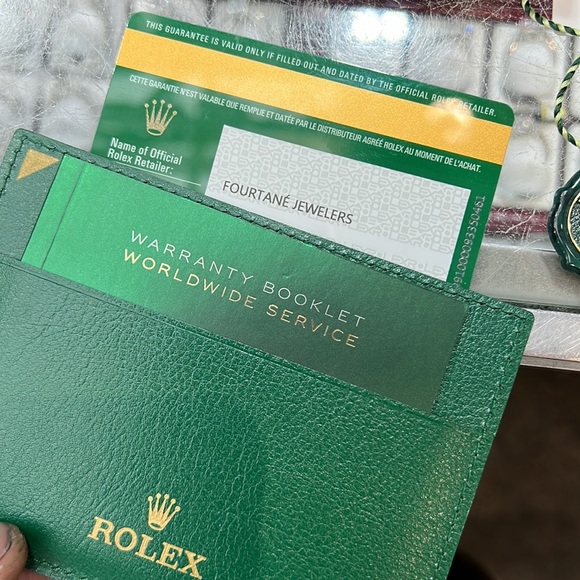 THIS GUARANTEE IS VALID ONLY IF FILLED OUT AND DATED BY THE OFFICIAL ROLEX RETAILER.
CETTE GARANTIE N'EST VALABLE QUE REMPLIE ET DATÉE PAR LE DISTRIBUTEUR AGRÉÉ ROLEX AU MOMENT DE L'ACHAT.
Name of Official
Rolex Retailer:
FOURTANÉ JEWELERS
WARRANTY BOOKLET
WORLDWIDE SERVICE
ROLEX